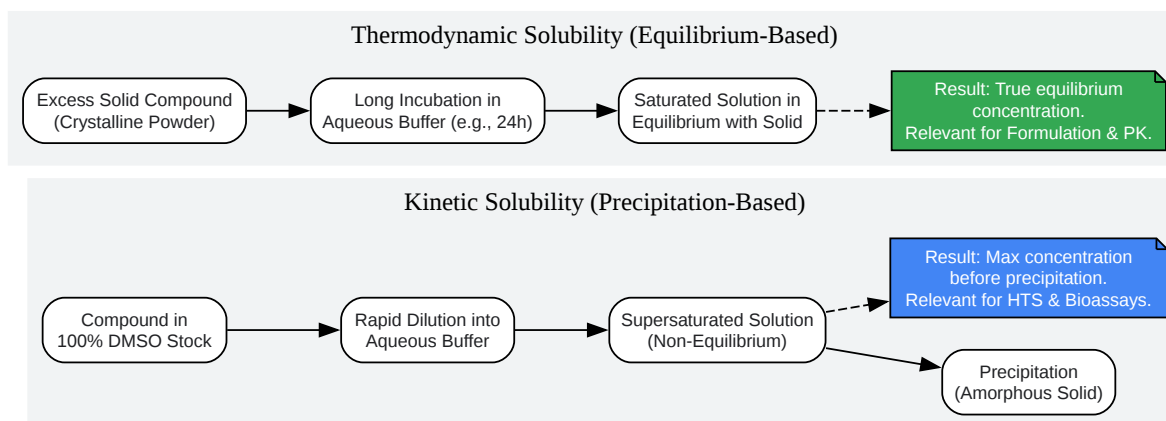 Thermodynamic Solubility (Equilibrium-Based)
Excess Solid Compound
(Crystalline Powder)
Long Incubation in
Aqueous Buffer (e.g., 24h)
Saturated Solution in
Equilibrium with Solid
Result: True equilibrium
concentration.
Relevant for Formulation & PK.
Kinetic Solubility (Precipitation-Based)
Compound in
100% DMSO Stock
Rapid Dilution into
Aqueous Buffer
Supersaturated Solution
(Non-Equilibrium)
Result: Max concentration
before precipitation.
Relevant for HTS & Bioassays.
Precipitation
(Amorphous Solid)